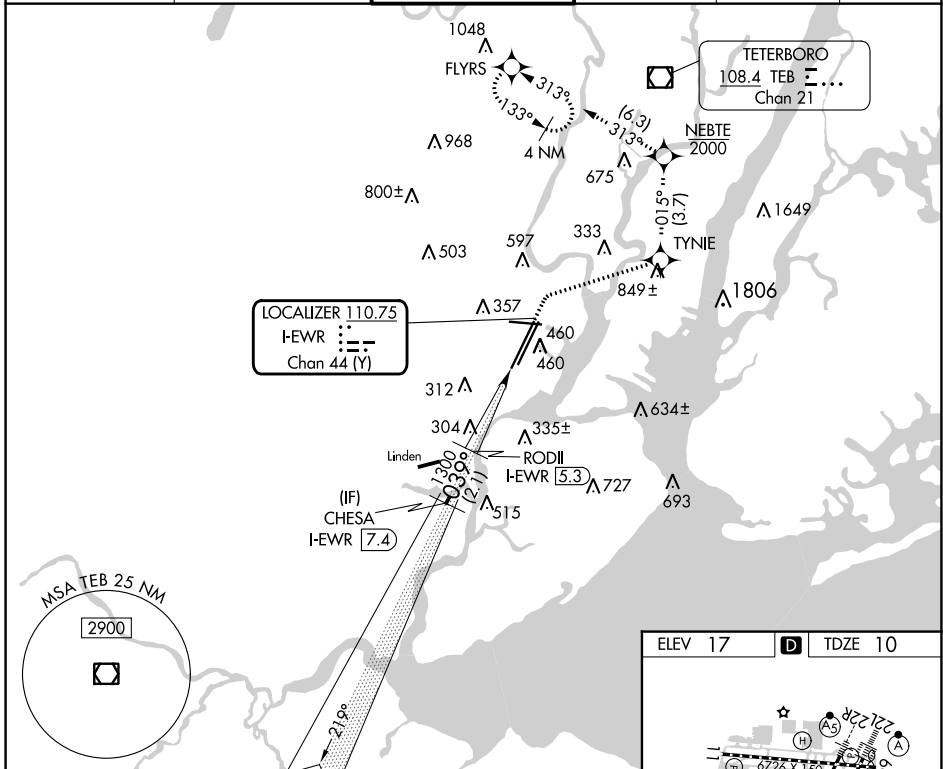 1048
FLYRS
313°
133°
4 NM
(6.3)
313°
TETERBORO
108.4 TEB
Chan 21
NEBTE
2000
968
675
800±
015°
(3.7)
1649
503
597
333
TYNIE
849±
1806
LOCALIZER 110.75
I-EWR
Chan 44 (Y)
357
460
460
312
634±
304
335±
Linden
RODII
I-EWR 5.3
1300
039°
(2.1)
727
693
(IF)
CHESA
I-EWR 7.4
515
MSA TEB 25 NM
2900
219°
ELEV 17
D
TDZE 10
A5
22R
22L
A
H
P
6726 X 150